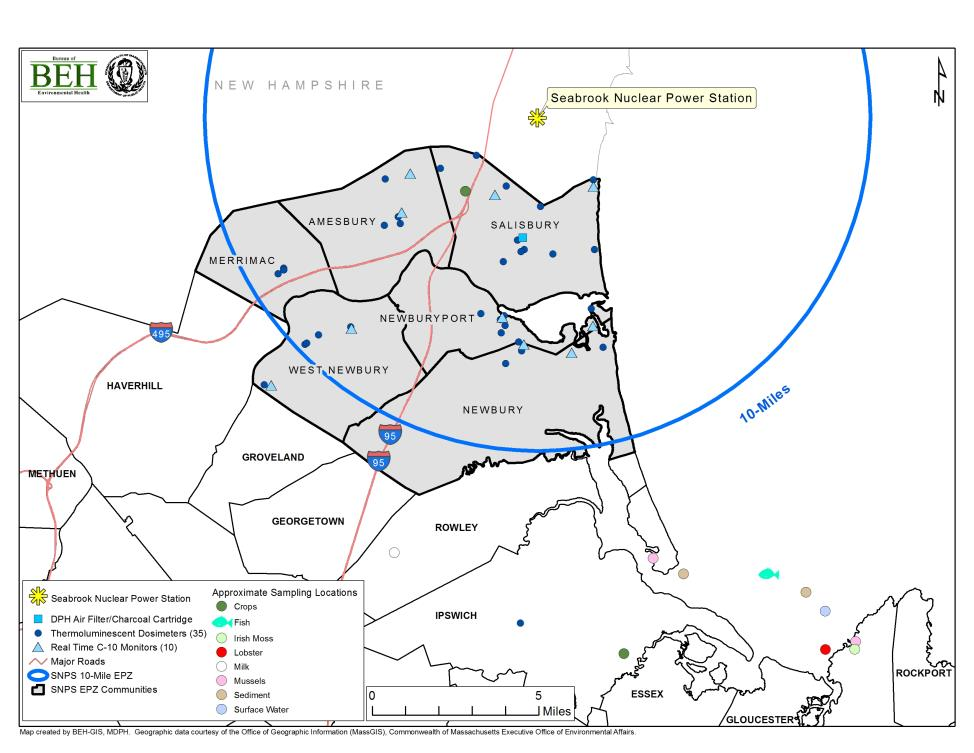 Bureau of
BEH
Environmental Health
NEW HAMPSHIRE
Seabrook Nuclear Power Station
N
AMESBURY
SALISBURY
MERRIMAC
NEWBURYPORT
495
WEST NEWBURY
HAVERHILL
10-Miles
NEWBURY
95
GROVELAND
95
METHUEN
GEORGETOWN
ROWLEY
IPSWICH
ROCKPORT
ESSEX
GLOUCESTER
Seabrook Nuclear Power Station
DPH Air Filter/Charcoal Cartridge
Thermoluminescent Dosimeters (35)
Real Time C-10 Monitors (10)
Major Roads
SNPS 10-Mile EPZ
SNPS EPZ Communities
Approximate Sampling Locations
Crops
Fish
Irish Moss
Lobster
Milk
Mussels
Sediment
Surface Water
0 5
Miles
Map created by BEH-GIS, MDPH. Geographic data courtesy of the Office of Geographic Information (MassGIS), Commonwealth of Massachusetts Executive Office of Environmental Affairs.